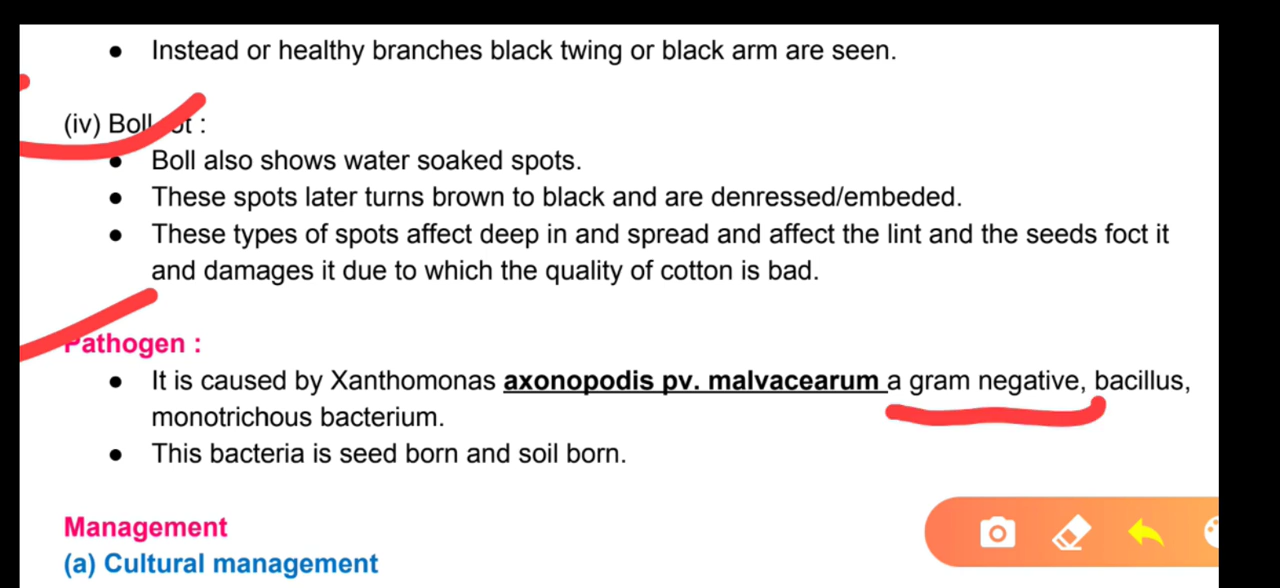 ● Instead or healthy branches black twing or black arm are seen.
(iv) Boll ot :
● Boll also shows water soaked spots.
● These spots later turns brown to black and are denressed/embeded.
● These types of spots affect deep in and spread and affect the lint and the seeds foct it
and damages it due to which the quality of cotton is bad.
Pathogen :
● It is caused by Xanthomonas axonopodis pv. malvacearum a gram negative, bacillus,
monotrichous bacterium.
● This bacteria is seed born and soil born.
Management
(a) Cultural management